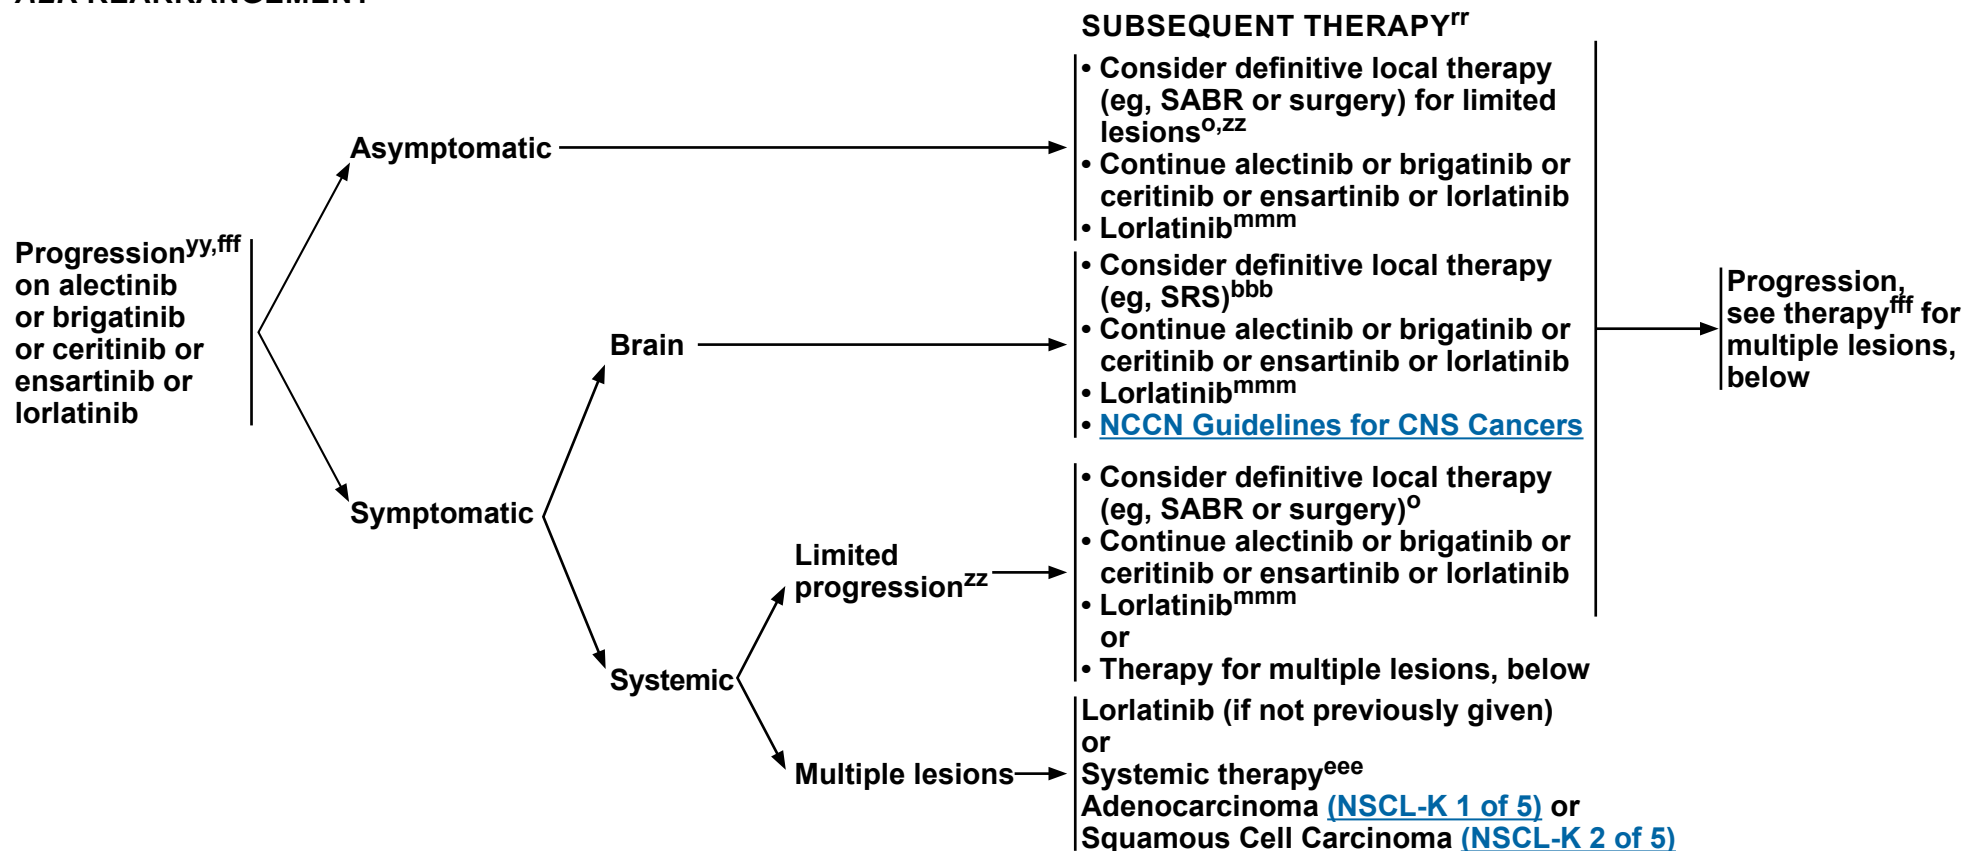 SUBSEQUENT THERAPYrr
• Consider definitive local therapy
(eg, SABR or surgery) for limited
lesionso,zz
• Continue alectinib or brigatinib or
ceritinib or ensartinib or lorlatinib
• Lorlatinibmmm
Asymptomatic
Progressionyy,fff
on alectinib
or brigatinib
or ceritinib or
ensartinib or
lorlatinib
• Consider definitive local therapy
(eg, SRS)bbb
• Continue alectinib or brigatinib or
ceritinib or ensartinib or lorlatinib
• Lorlatinibmmm
• NCCN Guidelines for CNS Cancers
Brain
Progression,
see therapyfff for
multiple lesions,
below
Symptomatic
• Consider definitive local therapy
(eg, SABR or surgery)o
• Continue alectinib or brigatinib or
ceritinib or ensartinib or lorlatinib
• Lorlatinibmmm
or
• Therapy for multiple lesions, below
Limited
progressionzz
Systemic
Multiple lesions
Lorlatinib (if not previously given)
or
Systemic therapyeee
Adenocarcinoma (NSCL-K 1 of 5) or
Squamous Cell Carcinoma (NSCL-K 2 of 5)